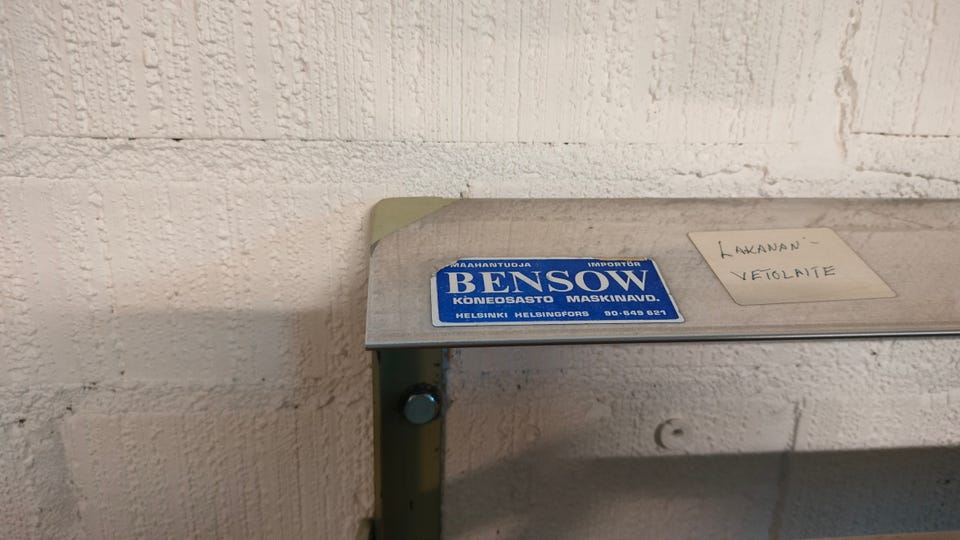 MAAHANTUOJA IMPORTÖR
BENSOW
KONEOSASTO MASKINAVD.
HELSINKI HELSINGFORS 90-649 621
LAKANAN-
VETOLAITE